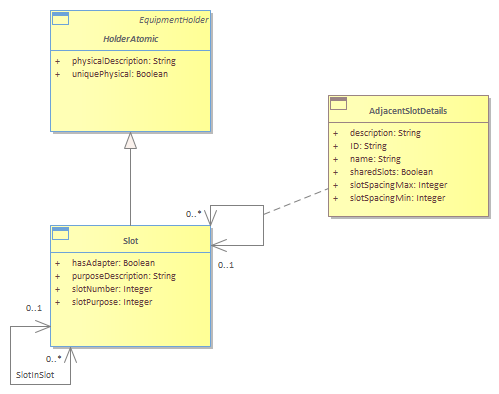 EquipmentHolder
HolderAtomic
+ physicalDescription: String
+ uniquePhysical: Boolean
AdjacentSlotDetails
+ description: String
+ ID: String
+ name: String
+ sharedSlots: Boolean
+ slotSpacingMax: Integer
+ slotSpacingMin: Integer
0..*
0..1
Slot
+ hasAdapter: Boolean
+ purposeDescription: String
+ slotNumber: Integer
+ slotPurpose: Integer
0..1
0..*
SlotInSlot